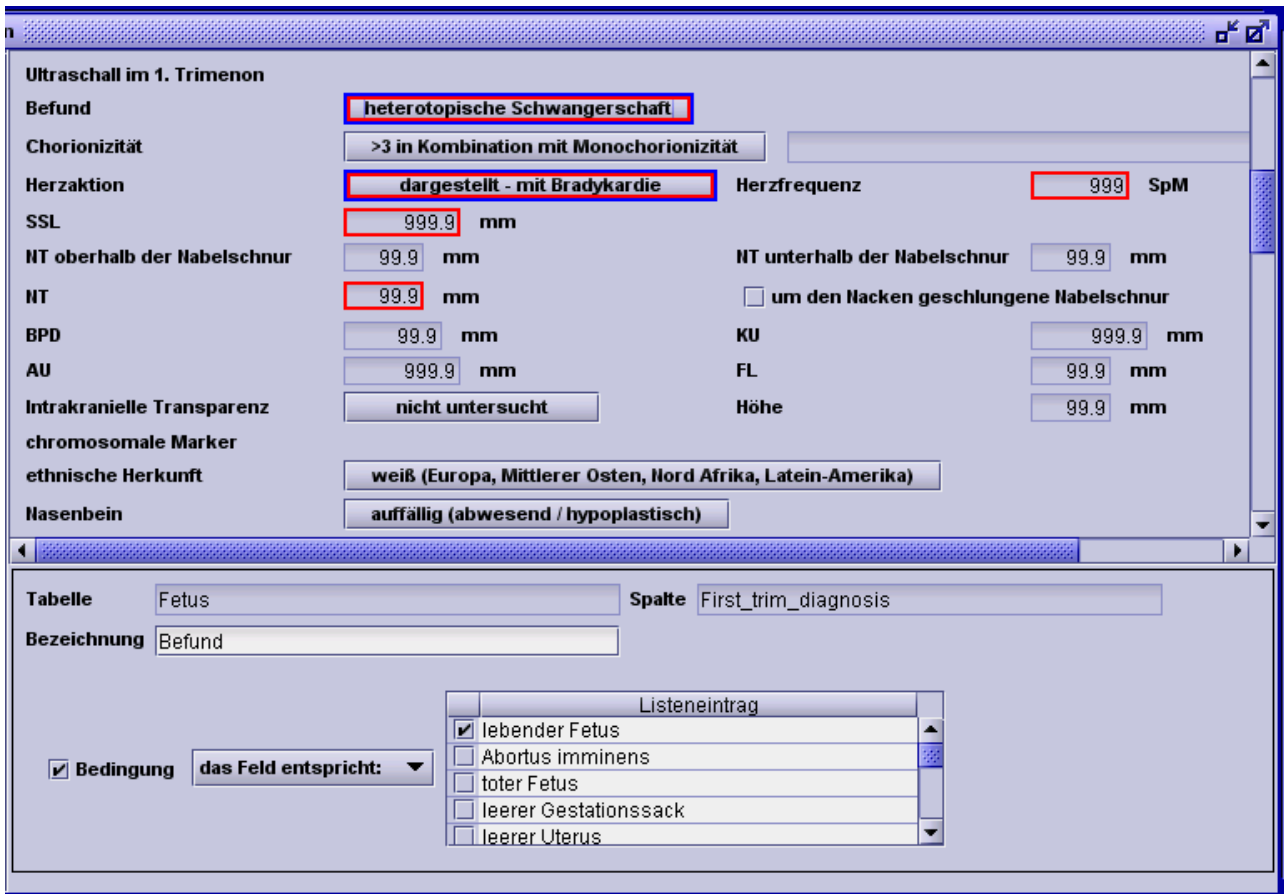 n
Ultraschall im 1. Trimenon
Befund heterotopische Schwangerschaft
Chorionizität >3 in Kombination mit Monochorionizität
Herzaktion dargestellt - mit Bradykardie Herzfrequenz 999 SpM
SSL 999.9 mm
NT oberhalb der Nabelschnur 99.9 mm NT unterhalb der Nabelschnur 99.9 mm
NT 99.9 mm um den Nacken geschlungene Nabelschnur
BPD 99.9 mm KU 999.9 mm
AU 999.9 mm FL 99.9 mm
Intrakranielle Transparenz nicht untersucht Höhe 99.9 mm
chromosomale Marker
ethnische Herkunft weiß (Europa, Mittlerer Osten, Nord Afrika, Latein-Amerika)
Nasenbein auffällig (abwesend / hypoplastisch)
Tabelle Fetus Spalte First_trim_diagnosis
Bezeichnung Befund
Listeneintrag
lebender Fetus
Abortus imminens
Bedingung das Feld entspricht:
toter Fetus
leerer Gestationssack
leerer Uterus